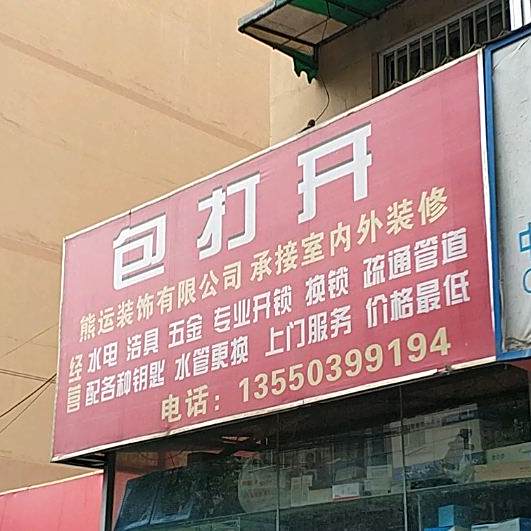 包打开
熊运装饰有限公司 承接室内外装修
经营
水电 洁具 五金 专业开锁 换锁 疏通管道
配各种钥匙 水管更换 上门服务 价格最低
电话：13550399194